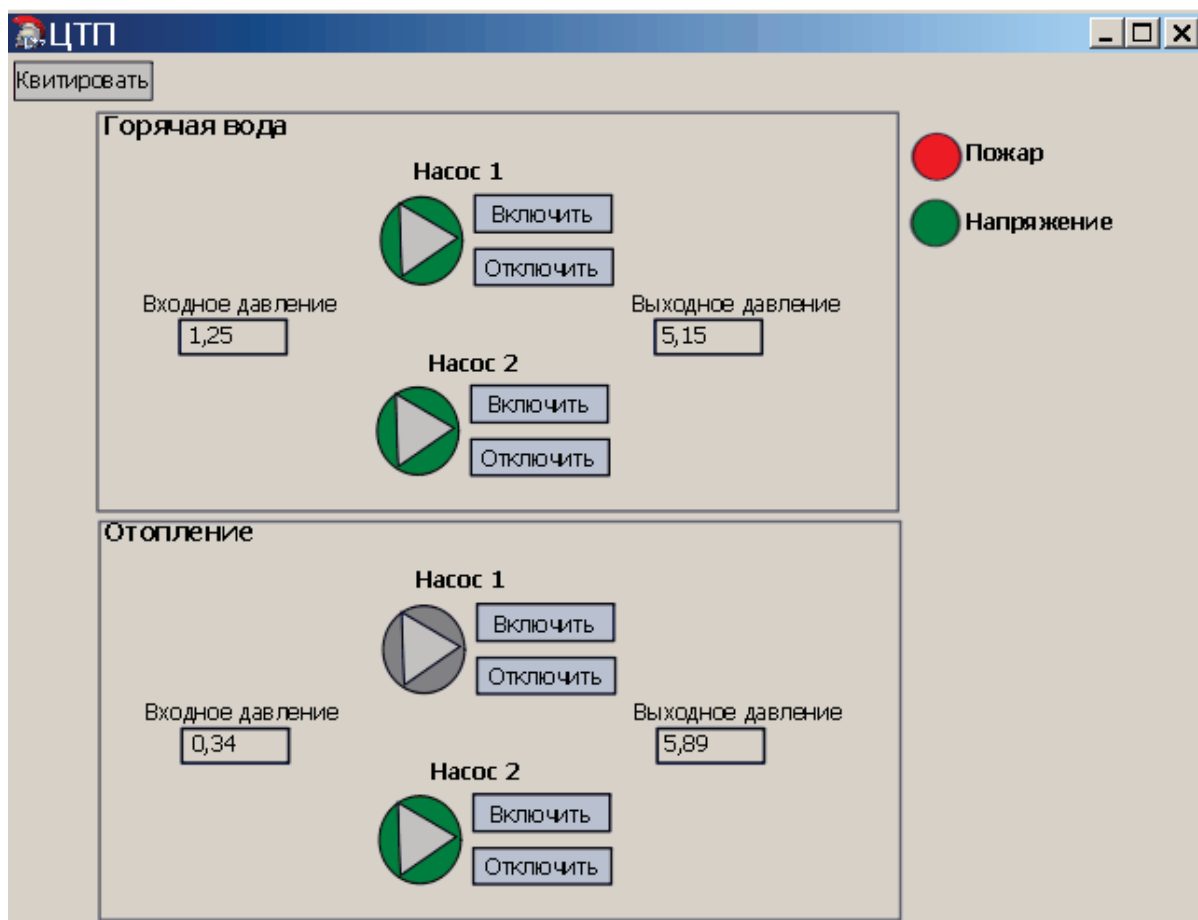 ЦТП
Квитировать
Горячая вода
Пожар
Насос 1
Включить
Напряжение
Отключить
Входное давление
Выходное давление
1,25
5,15
Насос 2
Включить
Отключить
Отопление
Насос 1
Включить
Отключить
Входное давление
Выходное давление
0,34
5,89
Насос 2
Включить
Отключить